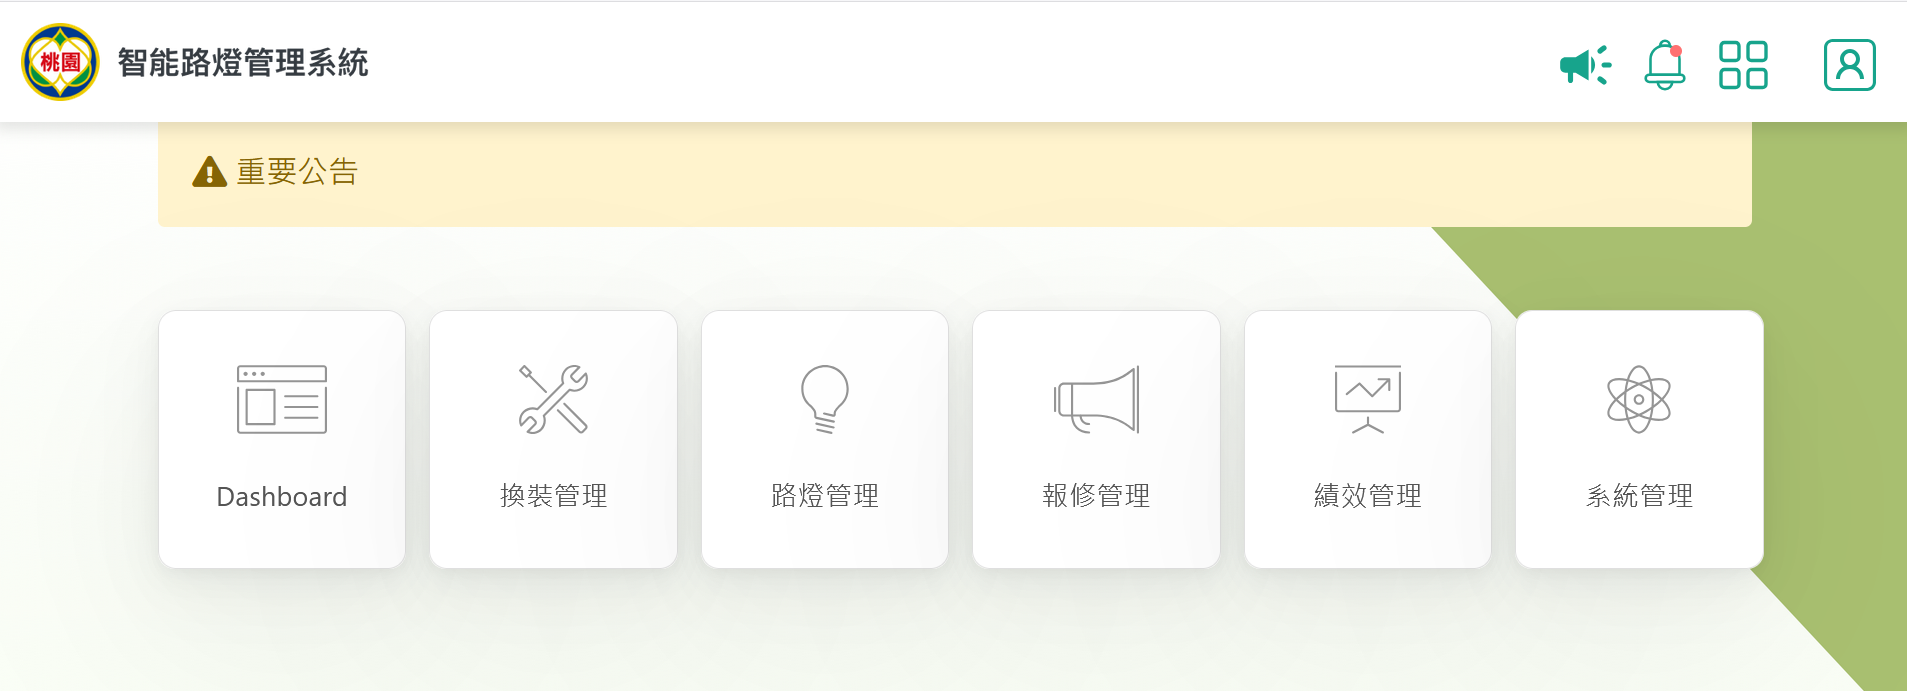 桃園
智能路燈管理系統
重要公告
Dashboard
換裝管理
路燈管理
報修管理
績效管理
系統管理